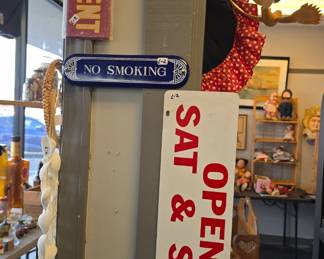 ENT
NO SMOKING
OPEN
SAT & S